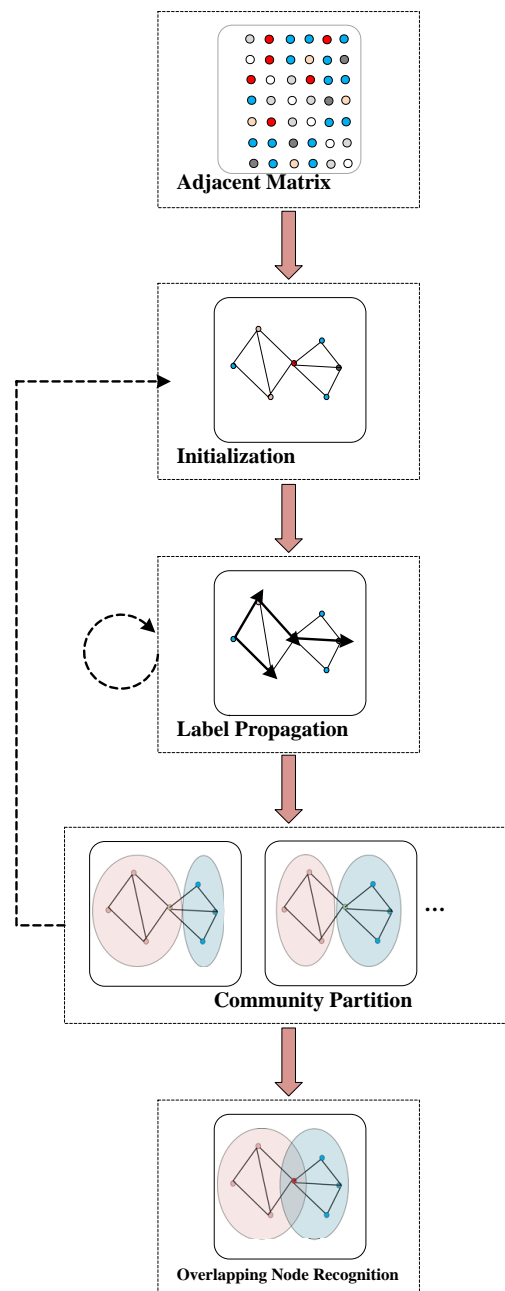 Adjacent Matrix
Initialization
Label Propagation
...
Community Partition
Overlapping Node Recognition